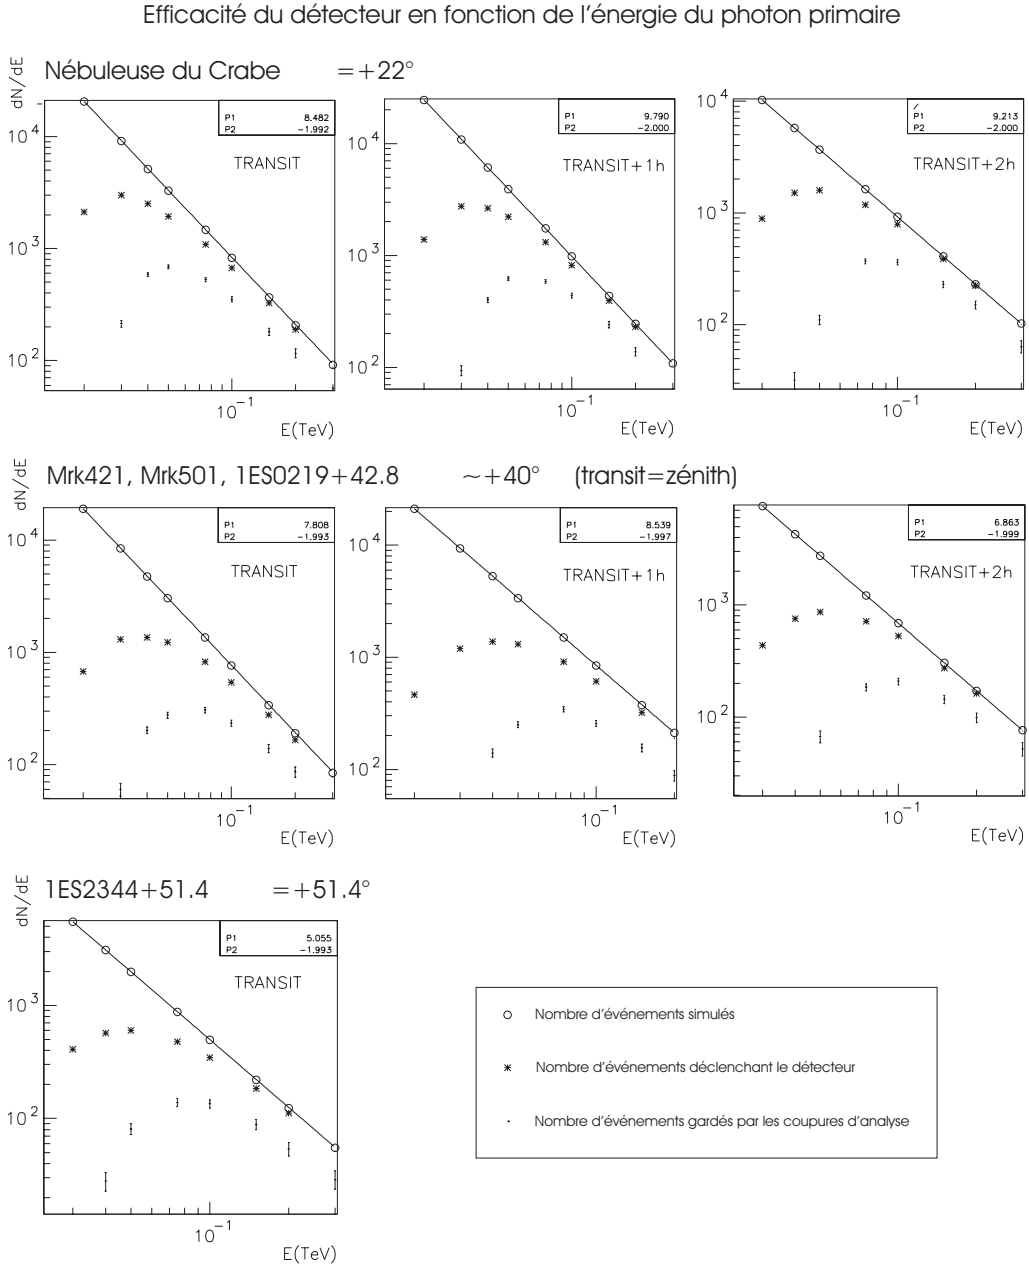 Efficacité du détecteur en fonction de l'énergie du photon primaire
Nébuleuse du Crabe =+22°
dN/dE
10^4
10^3
10^2
P1 8.482
P2 -1.992
TRANSIT
10^-1
E(TeV)
10^4
10^3
10^2
P1 9.790
P2 -2.000
TRANSIT+1h
10^-1
E(TeV)
10^4
10^3
10^2
P1 9.213
P2 -2.000
TRANSIT+2h
10^-1
E(TeV)
Mrk421, Mrk501, 1ES0219+42.8 ~+40° (transit=zénith)
dN/dE
10^4
10^3
10^2
P1 7.808
P2 -1.993
TRANSIT
10^-1
E(TeV)
10^4
10^3
10^2
P1 8.539
P2 -1.997
TRANSIT+1h
10^-1
E(TeV)
10^3
10^2
P1 6.863
P2 -1.999
TRANSIT+2h
10^-1
E(TeV)
1ES2344+51.4 =+51.4°
dN/dE
10^3
10^2
P1 5.055
P2 -1.993
TRANSIT
10^-1
E(TeV)
Nombre d'événements simulés
Nombre d'événements déclenchant le détecteur
Nombre d'événements gardés par les coupures d'analyse